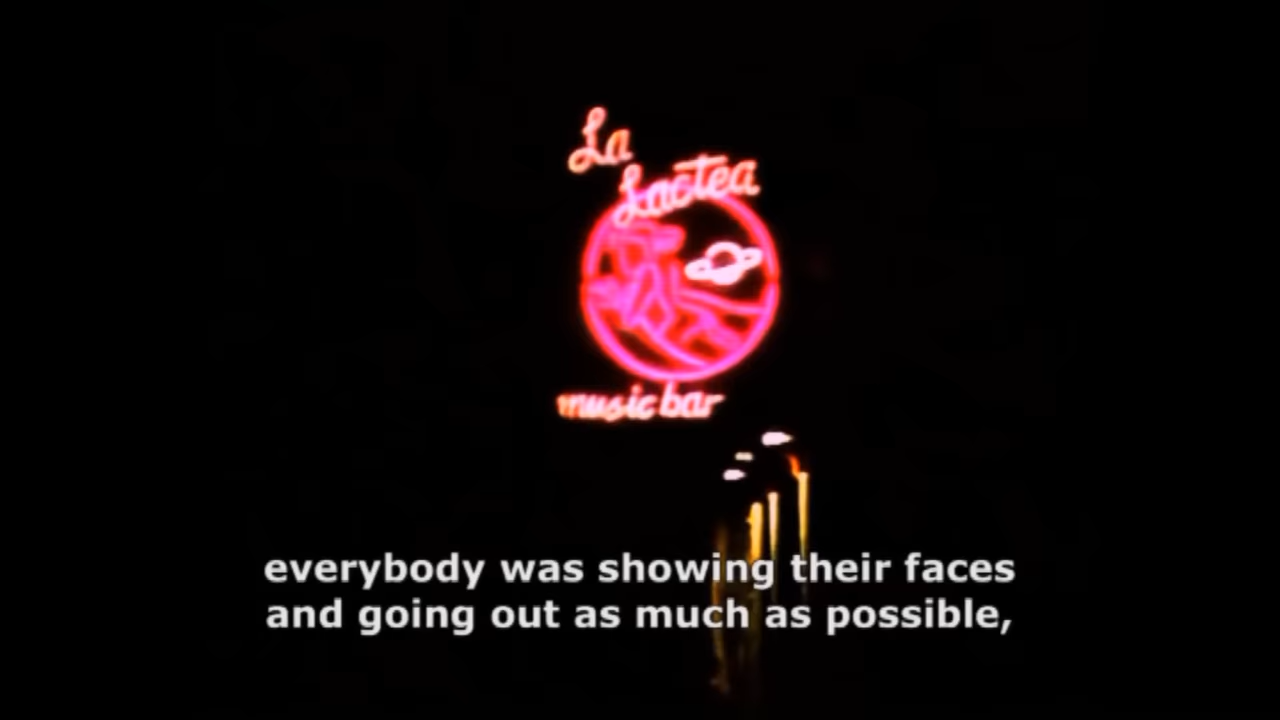 La
Lactea
music bar
everybody was showing their faces
and going out as much as possible,